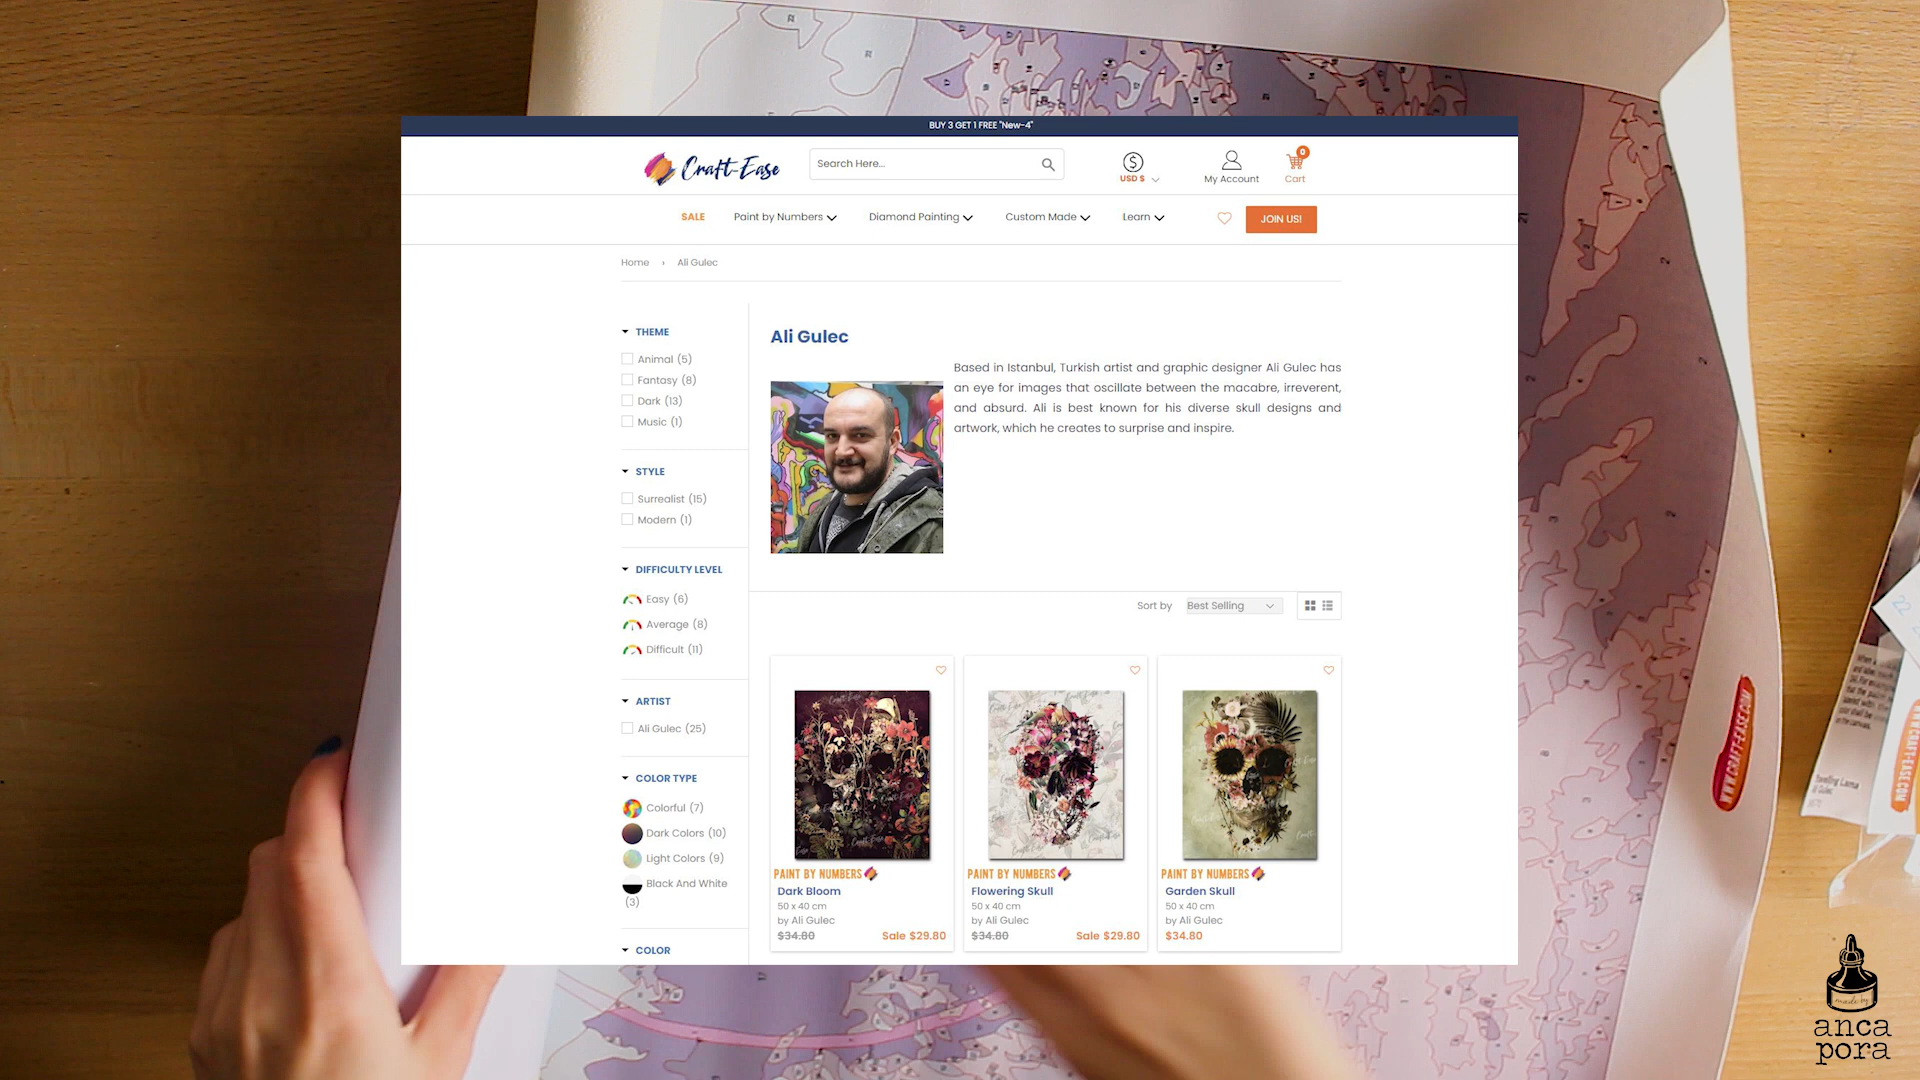 BUY 3 GET 1 FREE "New-4"
Craft-Ease
Search Here...
USD $
My Account
0
Cart
SALE
Paint by Numbers
Diamond Painting
Custom Made
Learn
JOIN US!
Home › Ali Gulec
THEME
Animal (5)
Fantasy (8)
Dark (13)
Music (1)
STYLE
Surrealist (15)
Modern (1)
DIFFICULTY LEVEL
Easy (6)
Average (8)
Difficult (11)
ARTIST
Ali Gulec (25)
COLOR TYPE
Colorful (7)
Dark Colors (10)
Light Colors (9)
Black And White
(3)
COLOR
Ali Gulec
Based in Istanbul, Turkish artist and graphic designer Ali Gulec has
an eye for images that oscillate between the macabre, irreverent,
and absurd. Ali is best known for his diverse skull designs and
artwork, which he creates to surprise and inspire.
Sort by
Best Selling
PAINT BY NUMBERS
Dark Bloom
50 x 40 cm
by Ali Gulec
$34.80 Sale $29.80
PAINT BY NUMBERS
Flowering Skull
50 x 40 cm
by Ali Gulec
$34.80 Sale $29.80
PAINT BY NUMBERS
Garden Skull
50 x 40 cm
by Ali Gulec
$34.80
WWW.CRAFT-EASE.COM
made by
anca
pora